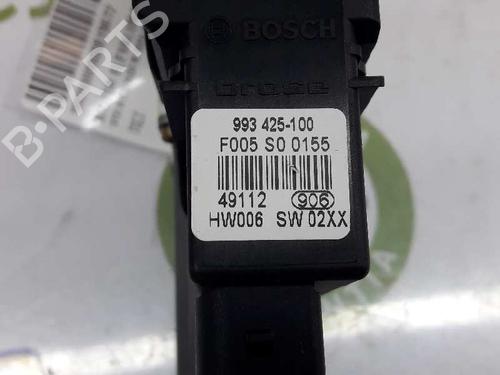 B-PARTS
BOSCH
brose
993 425-100
F005 S0 0155
49112 906
HW006 SW 02XX